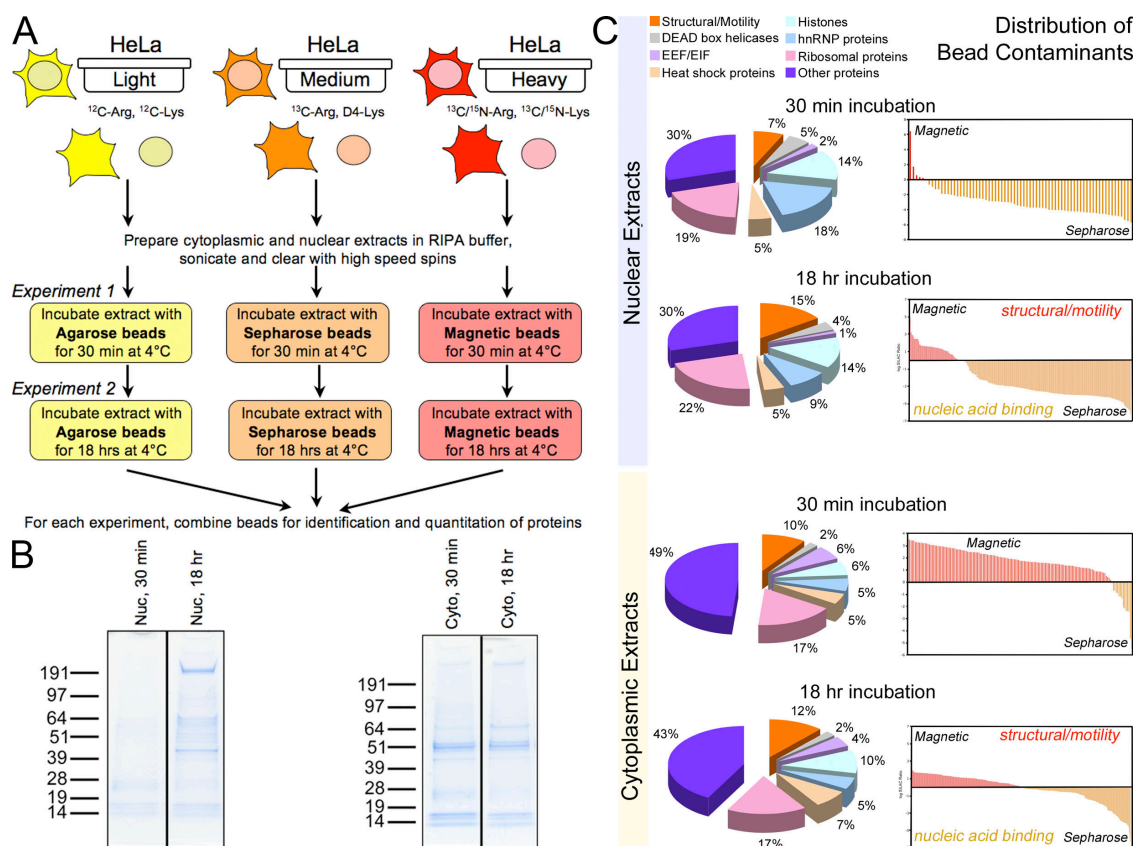 A
HeLa
Light
¹²C-Arg, ¹²C-Lys
HeLa
Medium
¹³C-Arg, D4-Lys
HeLa
Heavy
¹³C/¹⁵N-Arg, ¹³C/¹⁵N-Lys
Prepare cytoplasmic and nuclear extracts in RIPA buffer,
sonicate and clear with high speed spins
Experiment 1
Incubate extract with
Agarose beads
for 30 min at 4°C
Incubate extract with
Sepharose beads
for 30 min at 4°C
Incubate extract with
Magnetic beads
for 30 min at 4°C
Experiment 2
Incubate extract with
Agarose beads
for 18 hrs at 4°C
Incubate extract with
Sepharose beads
for 18 hrs at 4°C
Incubate extract with
Magnetic beads
for 18 hrs at 4°C
For each experiment, combine beads for identification and quantitation of proteins
B
Nuc, 30 min
Nuc, 18 hr
191
97
64
51
39
28
19
14
Cyto, 30 min
Cyto, 18 hr
191
97
64
51
39
28
19
14
C
Structural/Motility
DEAD box helicases
EEF/EIF
Heat shock proteins
Histones
hnRNP proteins
Ribosomal proteins
Other proteins
Distribution of
Bead Contaminants
Nuclear Extracts
30 min incubation
7%
5%
2%
14%
18%
5%
19%
30%
Magnetic
Sepharose
18 hr incubation
15%
4%
1%
14%
9%
5%
22%
30%
Magnetic
structural/motility
log SILAC Ratio
nucleic acid binding
Sepharose
Cytoplasmic Extracts
30 min incubation
10%
2%
6%
6%
5%
5%
17%
49%
Magnetic
Sepharose
18 hr incubation
12%
2%
4%
10%
5%
7%
17%
43%
Magnetic
structural/motility
log SILAC Ratio
nucleic acid binding
Sepharose